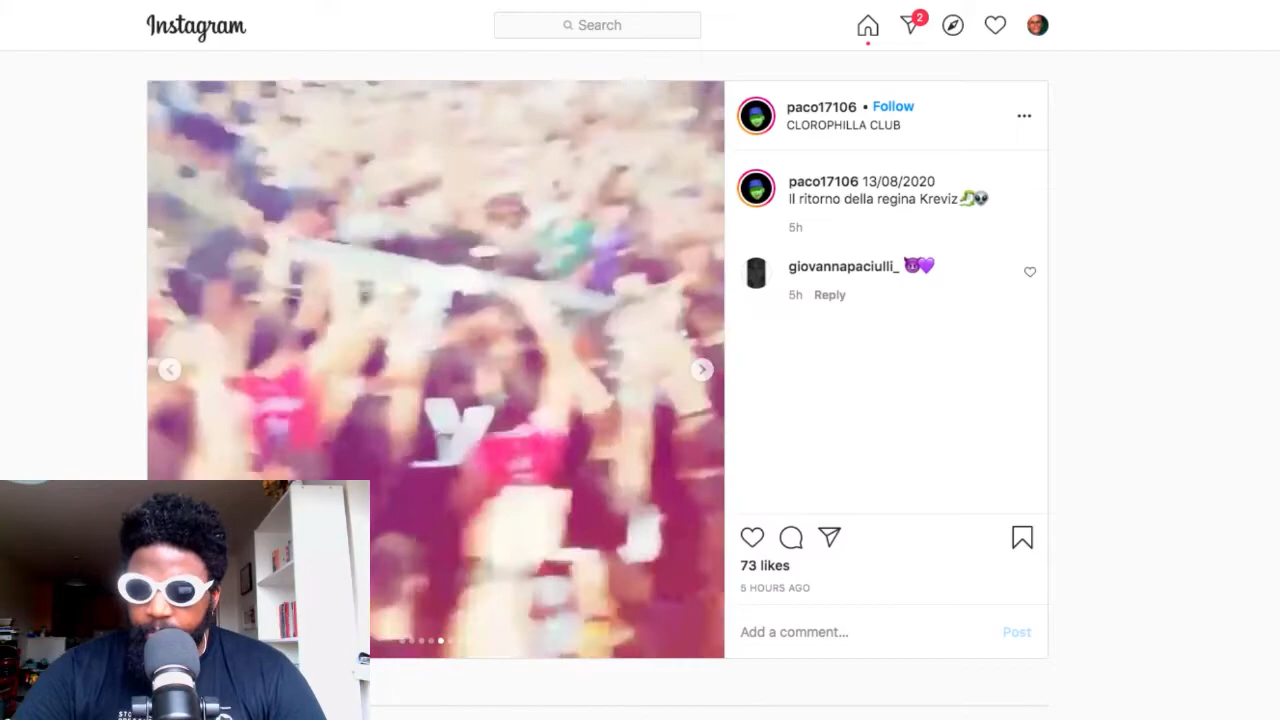 Instagram
Search
2
paco17106 • Follow
CLOROPHILLA CLUB
paco17106 13/08/2020
Il ritorno della regina Kreviz
5h
giovannapaciulli_
5h Reply
73 likes
5 HOURS AGO
Add a comment...
Post